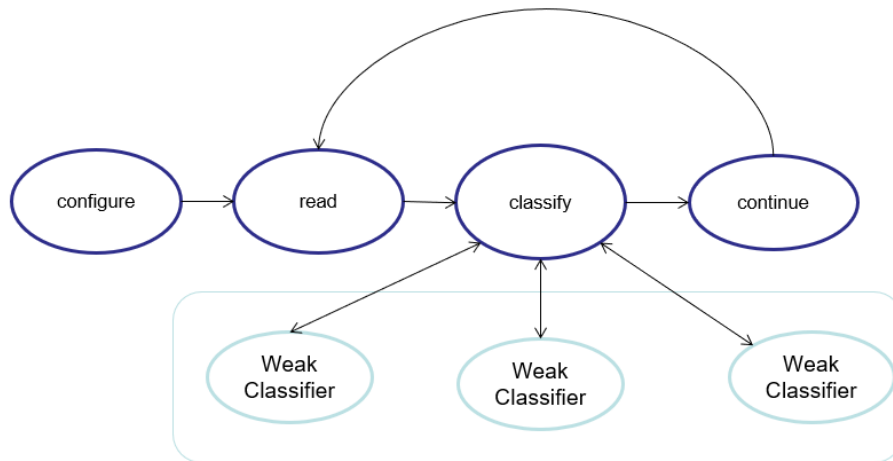 configure
read
classify
continue
Weak
Classifier
Weak
Classifier
Weak
Classifier